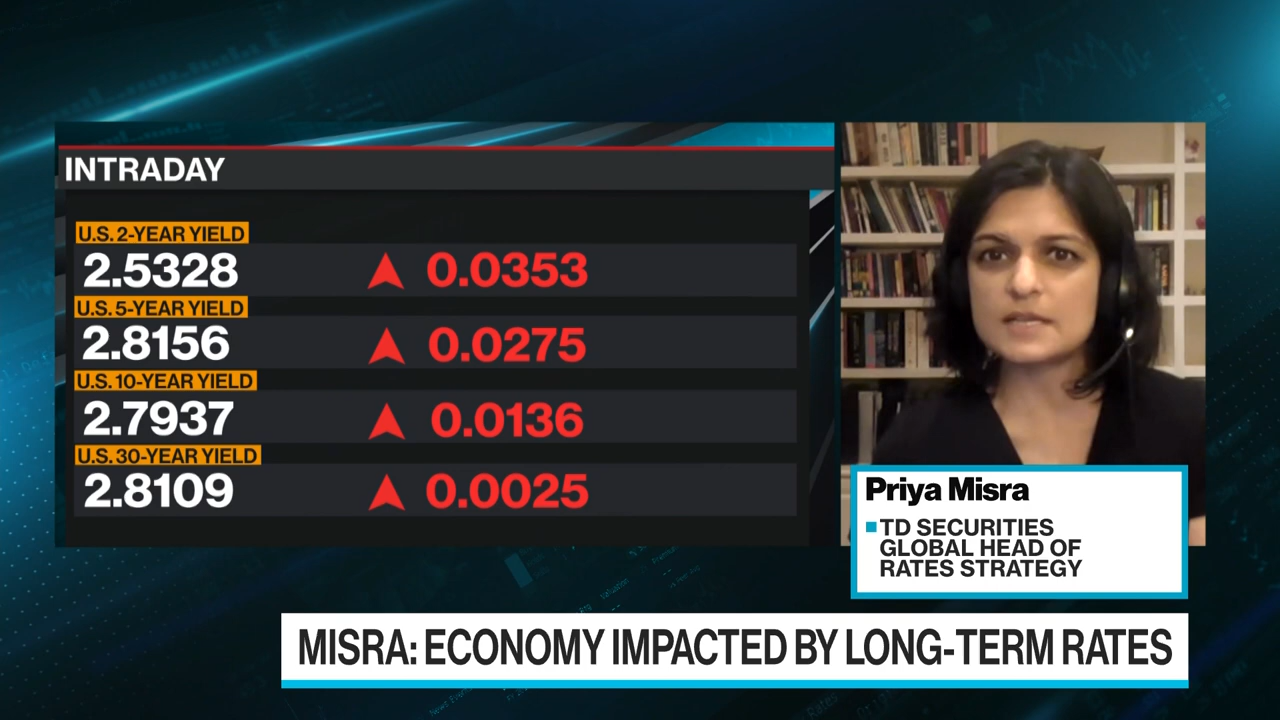 INTRADAY
U.S. 2-YEAR YIELD
2.5328 ▲ 0.0353
U.S. 5-YEAR YIELD
2.8156 ▲ 0.0275
U.S. 10-YEAR YIELD
2.7937 ▲ 0.0136
U.S. 30-YEAR YIELD
2.8109 ▲ 0.0025
Priya Misra
TD SECURITIES
GLOBAL HEAD OF
RATES STRATEGY
MISRA: ECONOMY IMPACTED BY LONG-TERM RATES